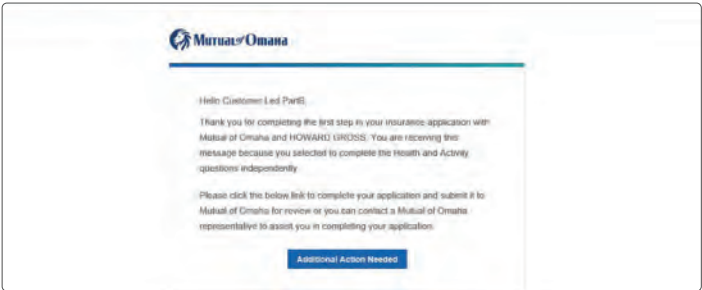 Mutual of Omaha
Hello Customer Led PartB,
Thank you for completing the first step in your insurance application with
Mutual of Omaha and HOWARD GROSS. You are receiving this
message because you selected to complete the Health and Activity
questions independently.
Please click the below link to complete your application and submit it to
Mutual of Omaha for review or you can contact a Mutual of Omaha
representative to assist you in completing your application.
Additional Action Needed